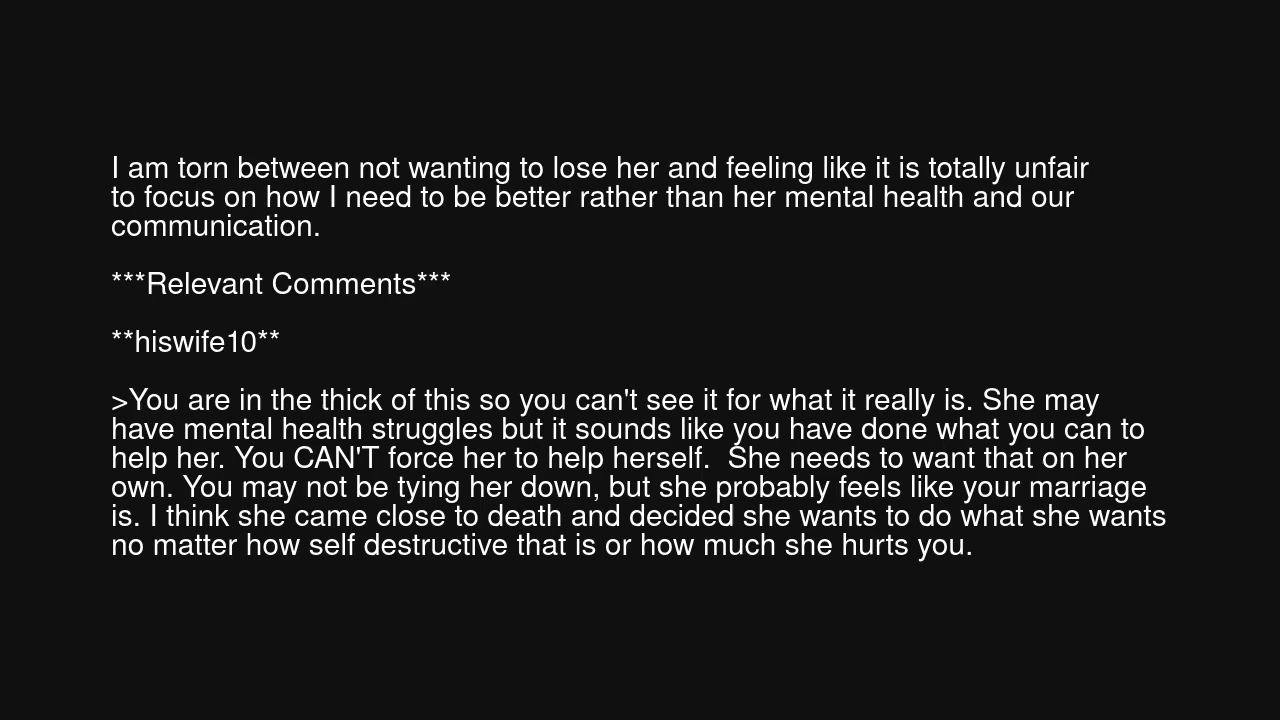 I am torn between not wanting to lose her and feeling like it is totally unfair
to focus on how I need to be better rather than her mental health and our
communication.
***Relevant Comments***
**hiswife10**
>You are in the thick of this so you can't see it for what it really is. She may
have mental health struggles but it sounds like you have done what you can to
help her. You CAN'T force her to help herself.  She needs to want that on her
own. You may not be tying her down, but she probably feels like your marriage
is. I think she came close to death and decided she wants to do what she wants
no matter how self destructive that is or how much she hurts you.